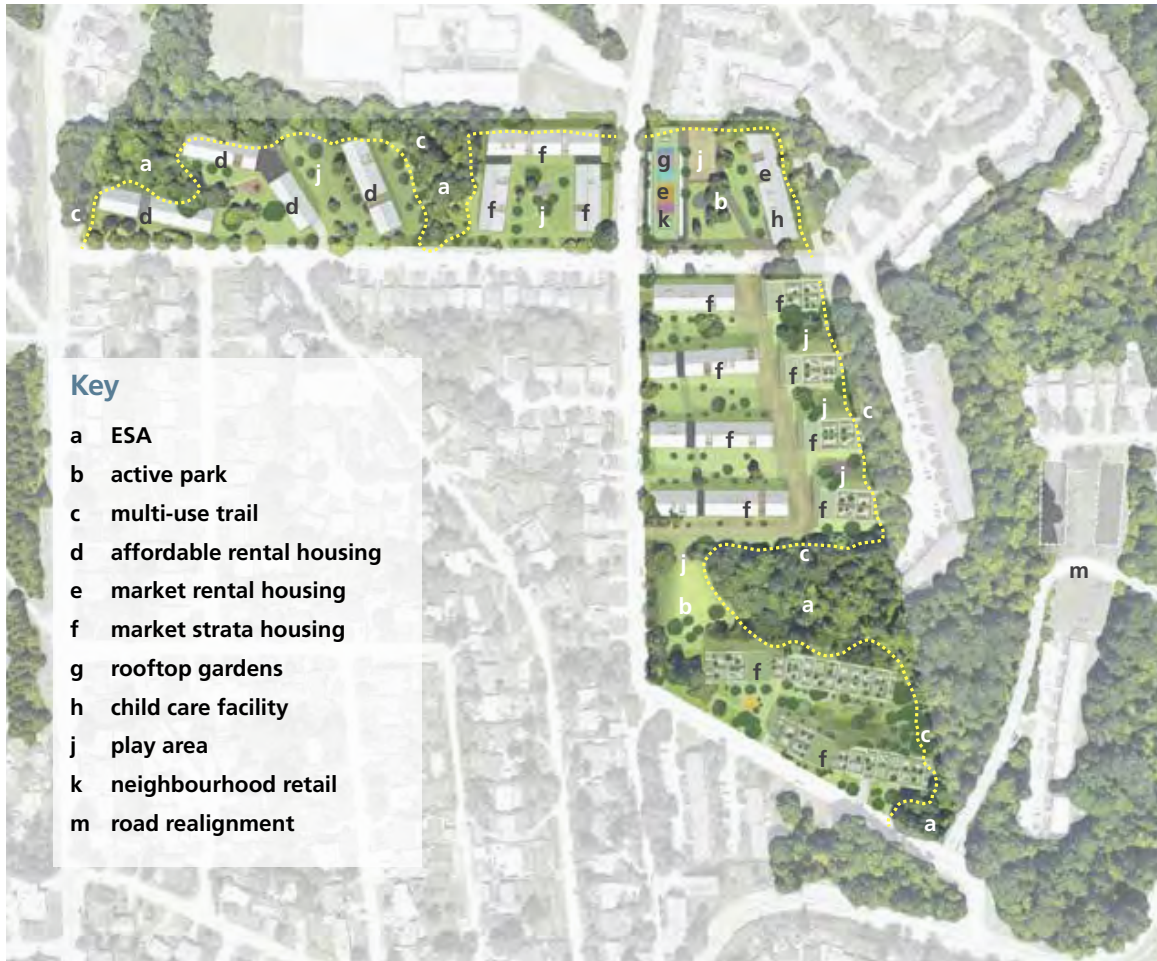 c
a
d
j
c
g
j
e
a
f
d
e
b
c
d
d
a
f
j
f
k
h
f
f
j
f
f
j
c
f
f
j
f
f
c
j
b
a
f
c
f
a
m
Key
a ESA
b active park
c multi-use trail
d affordable rental housing
e market rental housing
f market strata housing
g rooftop gardens
h child care facility
j play area
k neighbourhood retail
m road realignment